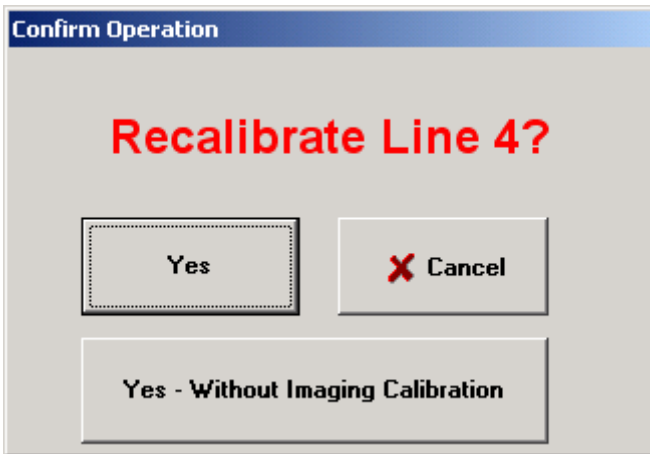 Confirm Operation
Recalibrate Line 4?
Yes
Cancel
Yes - Without Imaging Calibration